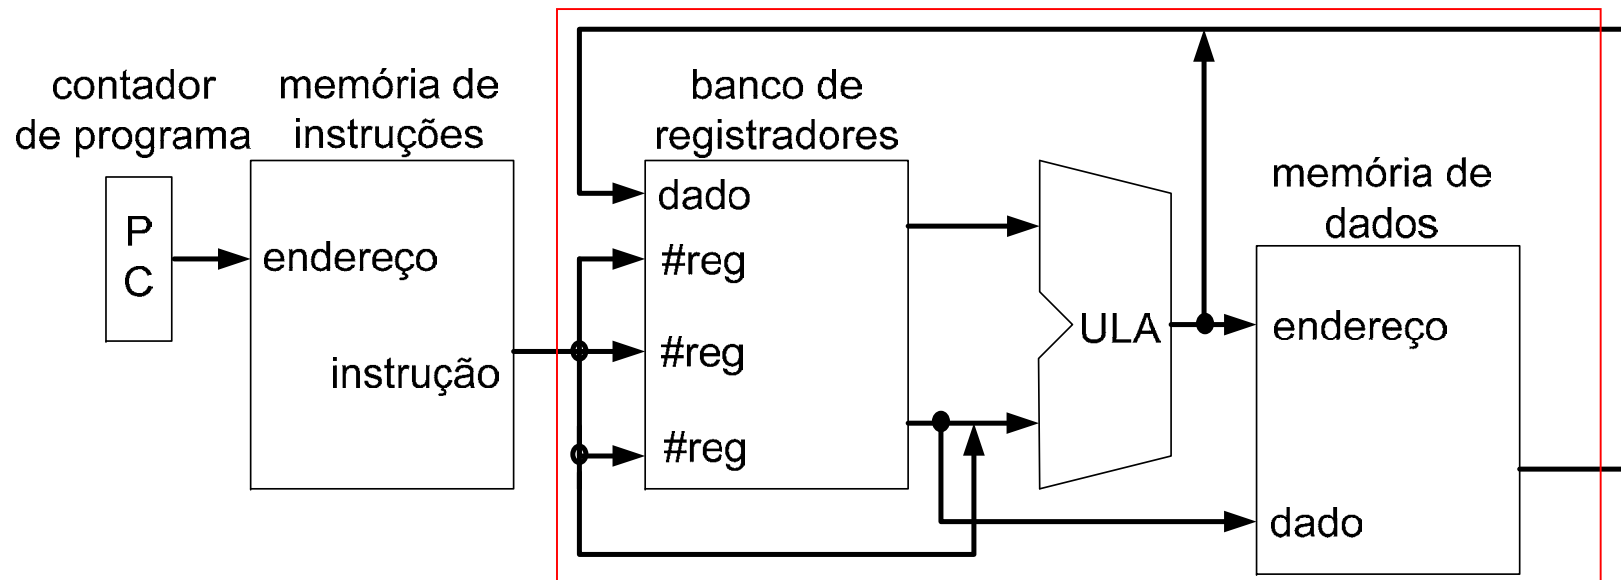 contador
de programa
P
C
memória de
instruções
endereço
instrução
banco de
registradores
dado
#reg
#reg
#reg
ULA
memória de
dados
endereço
dado